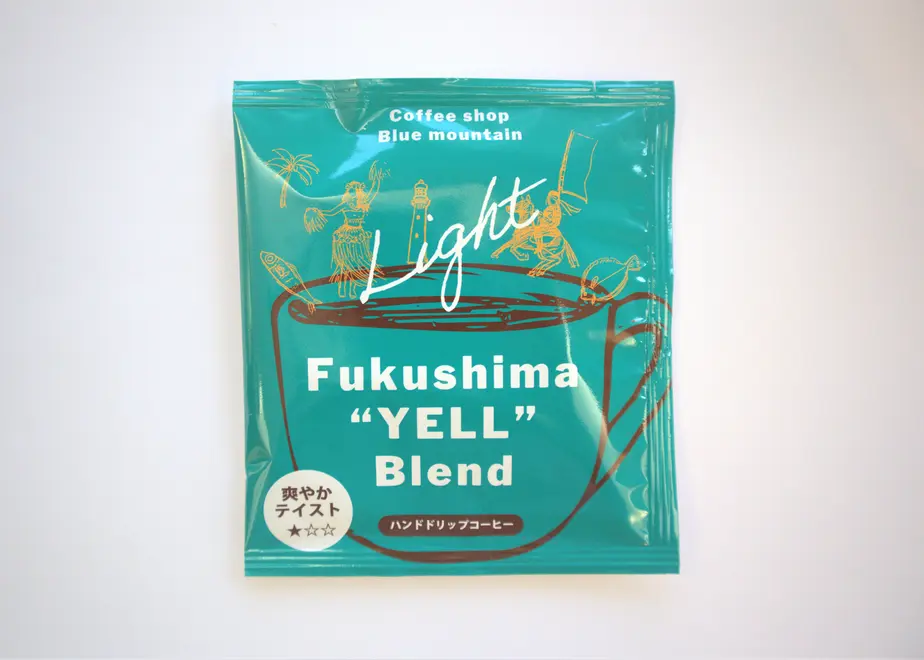 Coffee shop
Blue mountain
Light
Fukushima
“YELL”
Blend
爽やか
テイスト
★☆☆
ハンドドリップコーヒー